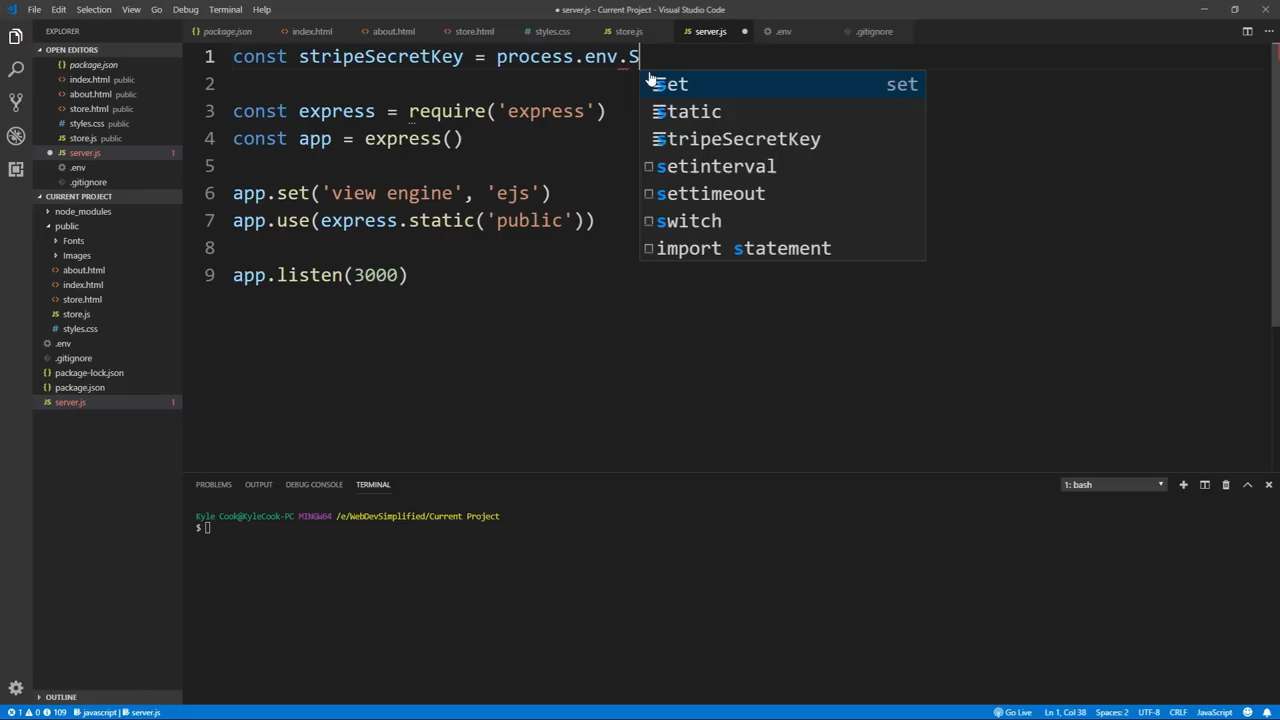 File Edit Selection View Go Debug Terminal Help
● server.js - Current Project - Visual Studio Code
EXPLORER
package.json index.html about.html store.html styles.css store.js server.js .env .gitignore
OPEN EDITORS
package.json
index.html public
about.html public
store.html public
styles.css public
store.js public
server.js 1
.env
.gitignore
CURRENT PROJECT
node_modules
public
Fonts
Images
about.html
index.html
store.html
store.js
styles.css
.env
.gitignore
package-lock.json
package.json
server.js 1
OUTLINE
1 const stripeSecretKey = process.env.S
2
3 const express = require('express')
4 const app = express()
5
6 app.set('view engine', 'ejs')
7 app.use(express.static('public'))
8
9 app.listen(3000)
set set
static
stripeSecretKey
setinterval
settimeout
switch
import statement
PROBLEMS OUTPUT DEBUG CONSOLE TERMINAL
1: bash
Kyle Cook@KyleCook-PC MINGW64 /e/WebDevSimplified/Current Project
$
1 0 109 javascript | server.js
Go Live Ln 1, Col 38 Spaces: 2 UTF-8 CRLF JavaScript